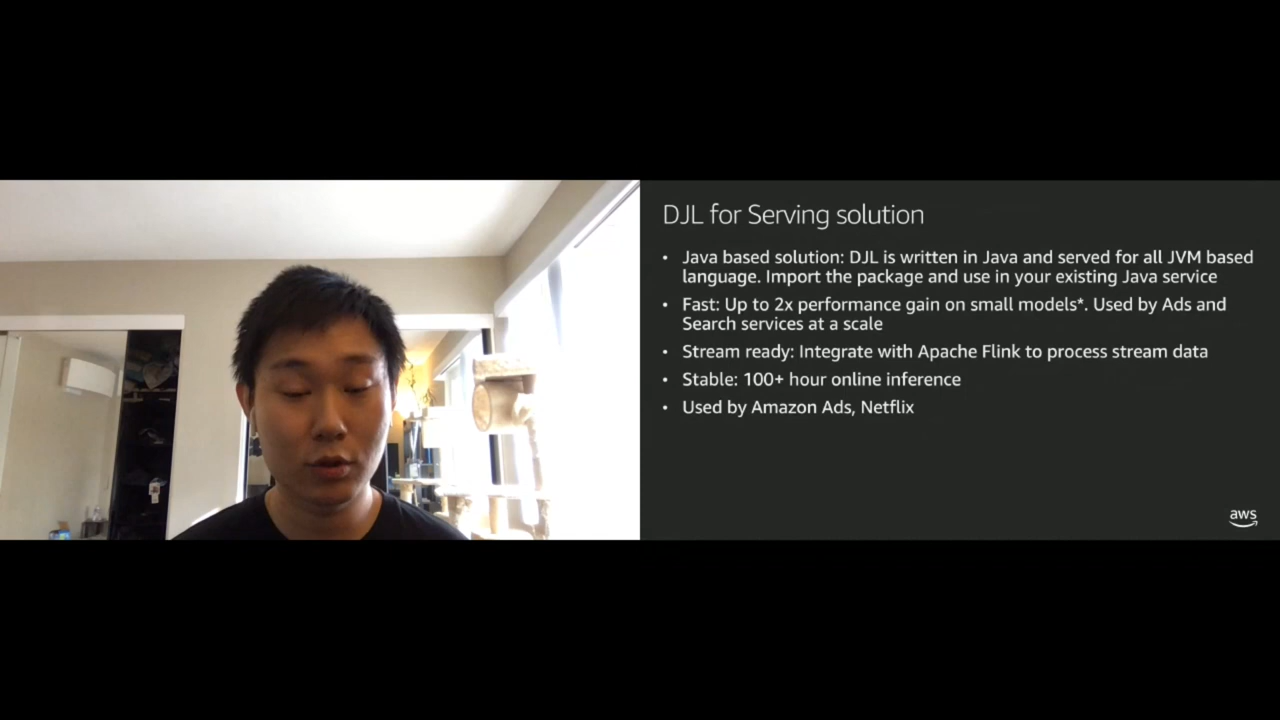 DJL for Serving solution
• Java based solution: DJL is written in Java and served for all JVM based
language. Import the package and use in your existing Java service
• Fast: Up to 2x performance gain on small models*. Used by Ads and
Search services at a scale
• Stream ready: Integrate with Apache Flink to process stream data
• Stable: 100+ hour online inference
• Used by Amazon Ads, Netflix
aws